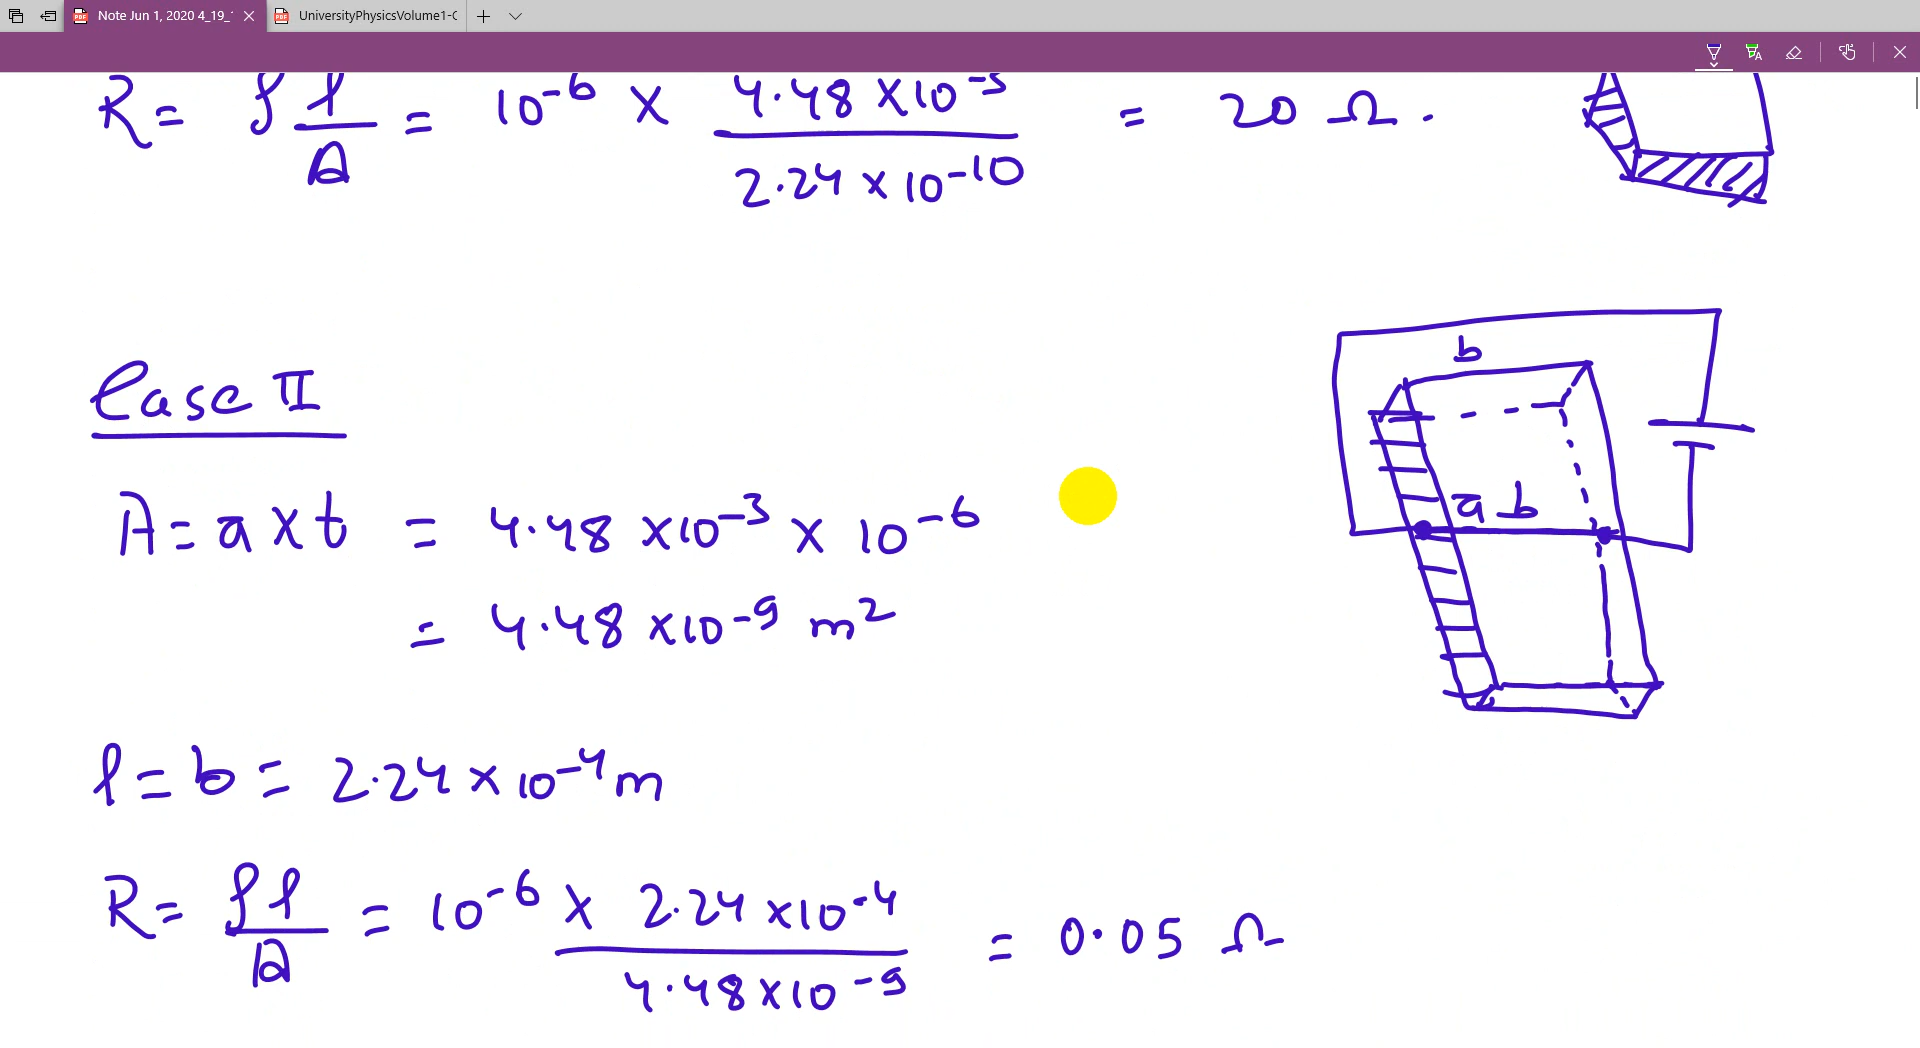 Note Jun 1, 2020 4_19_
UniversityPhysicsVolume1-C
R = ρ l/A = 10⁻⁶ × 4.48 × 10⁻³ / 2.24 × 10⁻¹⁰ = 20 Ω.
b
Case II
a b
A = a × t = 4.48 × 10⁻³ × 10⁻⁶
= 4.48 × 10⁻⁹ m²
l = b = 2.24 × 10⁻⁴ m
R = ρl/A = 10⁻⁶ × 2.24 × 10⁻⁴ / 4.48 × 10⁻⁹ = 0.05 Ω